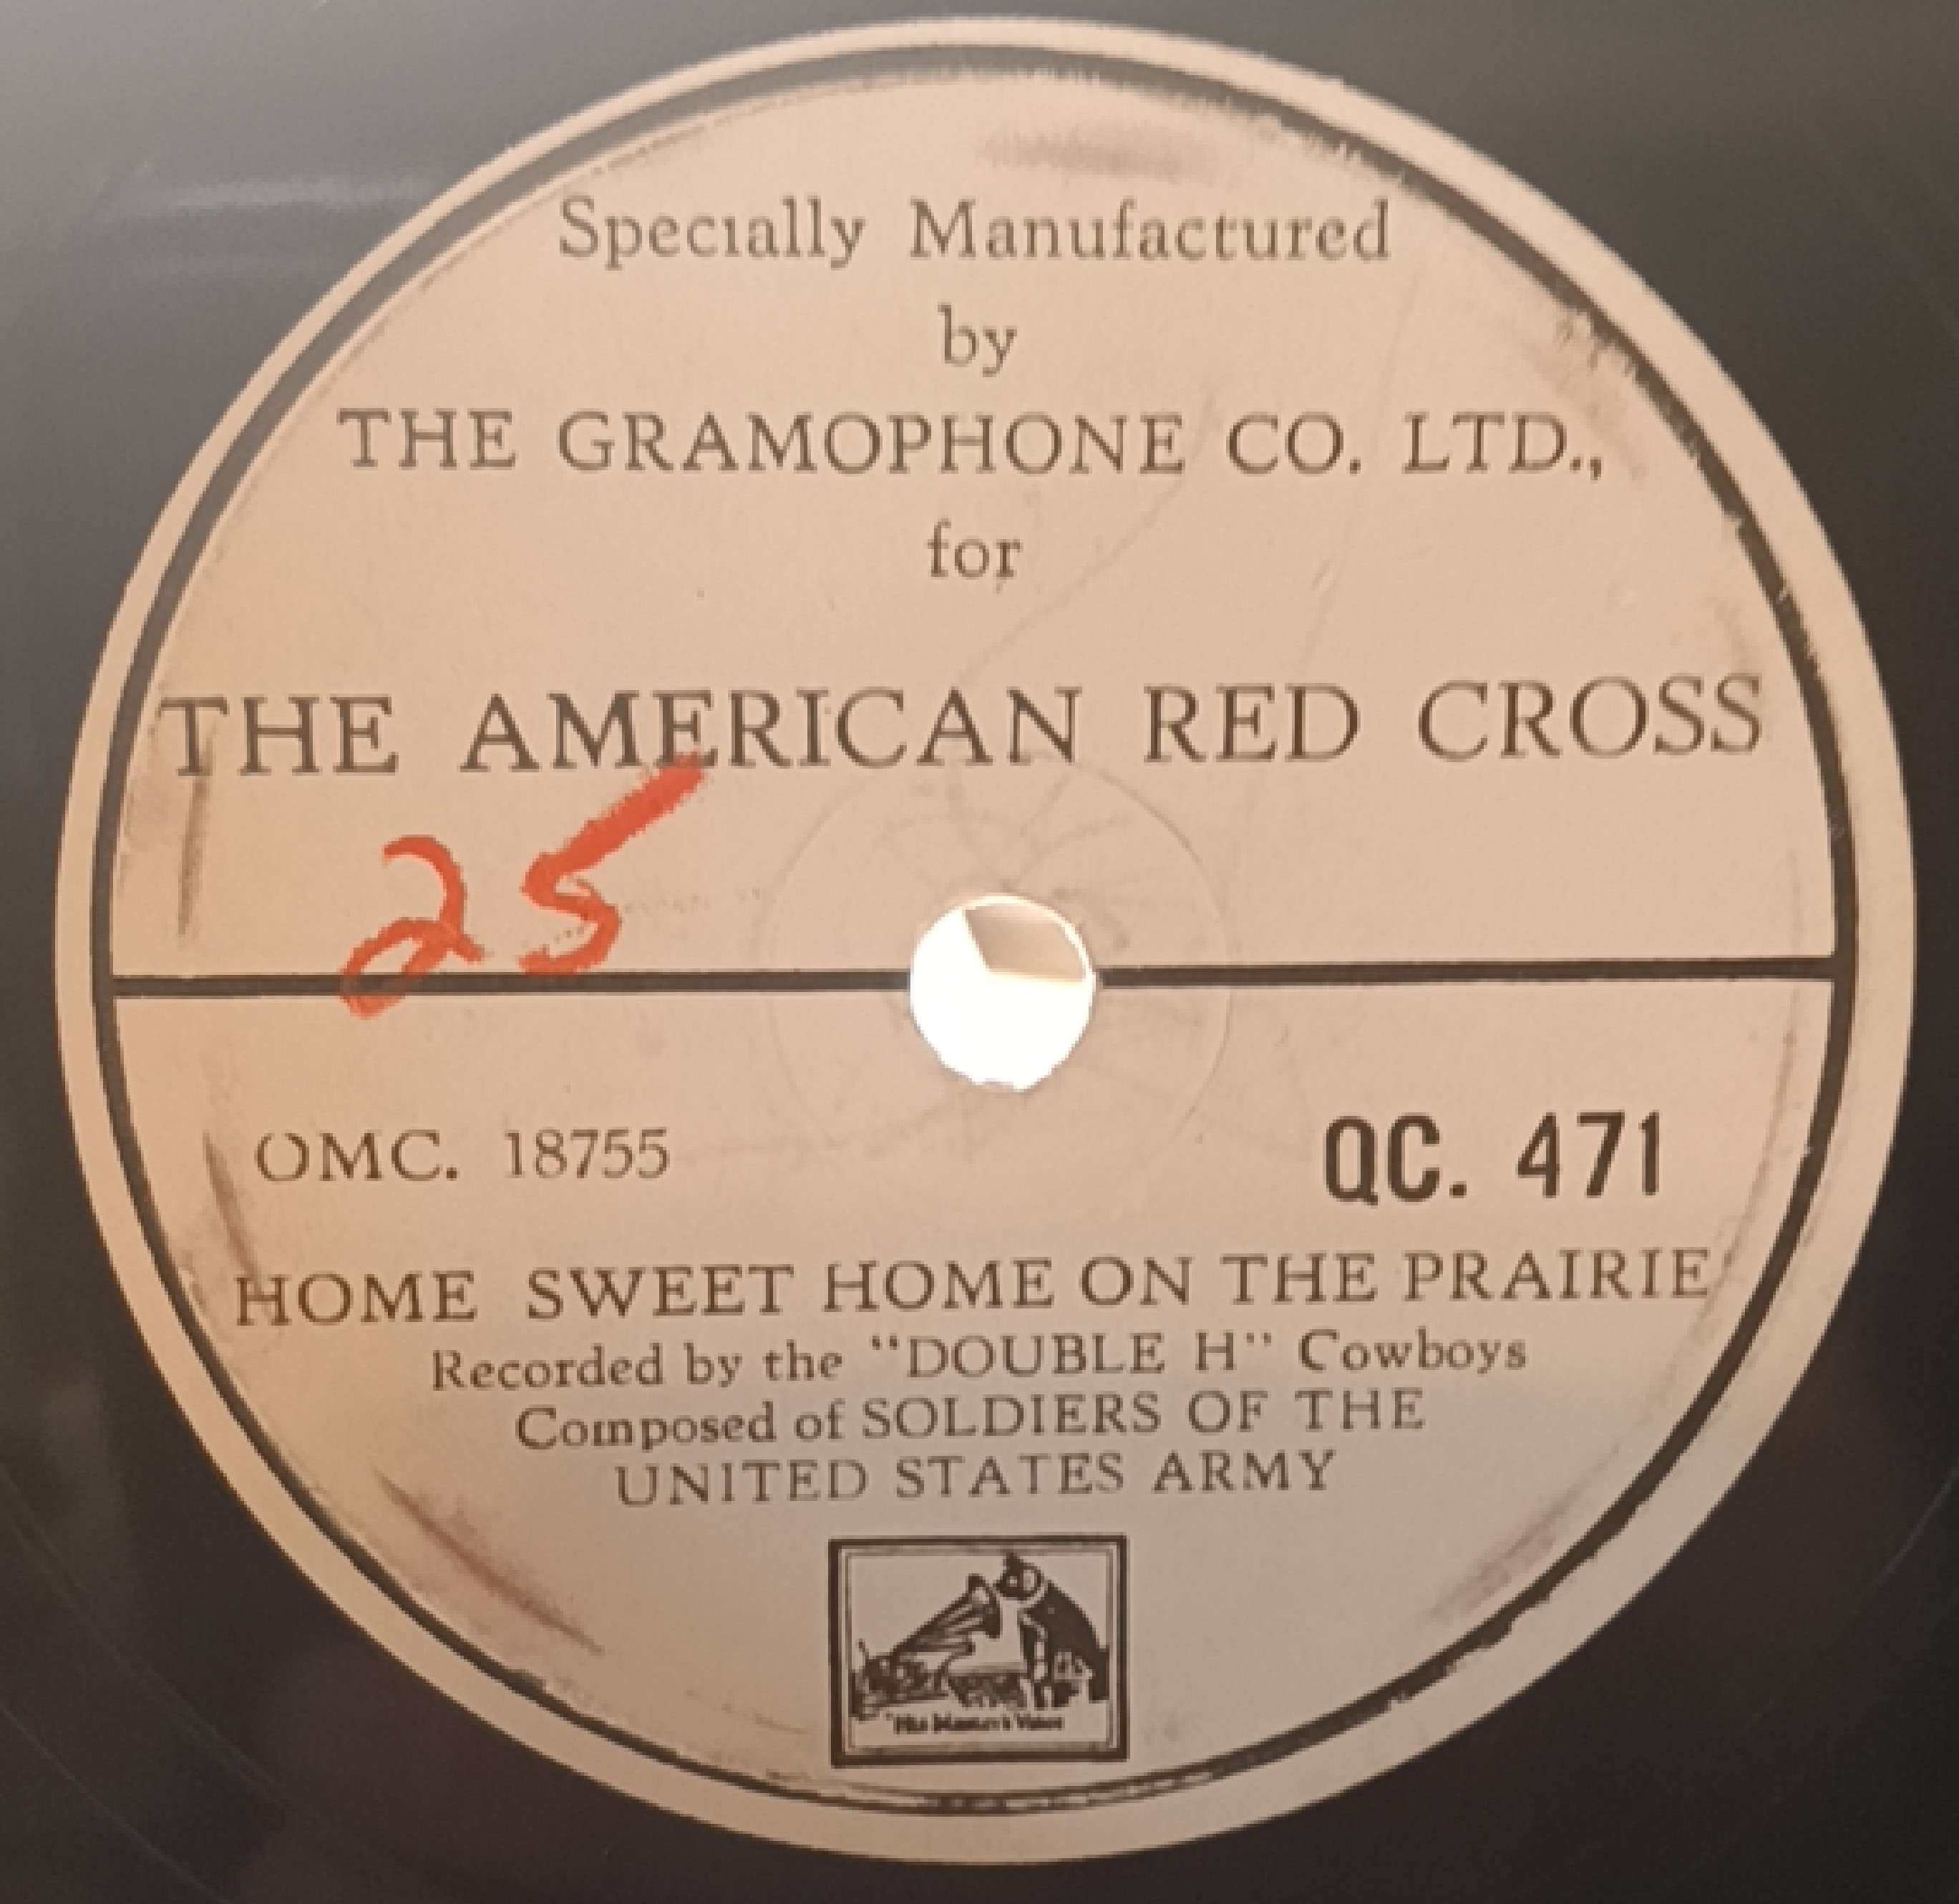 Specially Manufactured
by
THE GRAMOPHONE CO. LTD.,
for
THE AMERICAN RED CROSS
25
OMC. 18755 QC. 471
HOME SWEET HOME ON THE PRAIRIE
Recorded by the "DOUBLE H" Cowboys
Composed of SOLDIERS OF THE
UNITED STATES ARMY
"His Master's Voice"